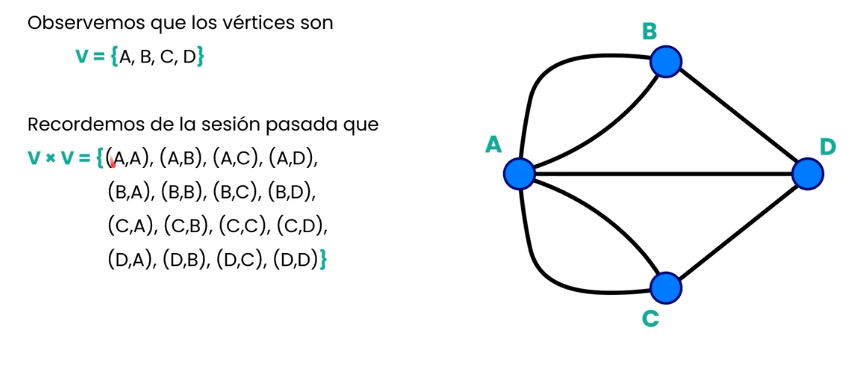 Observemos que los vértices son
V = {A, B, C, D}
Recordemos de la sesión pasada que
V × V = {(A,A), (A,B), (A,C), (A,D),
(B,A), (B,B), (B,C), (B,D),
(C,A), (C,B), (C,C), (C,D),
(D,A), (D,B), (D,C), (D,D)}
B
A
D
C